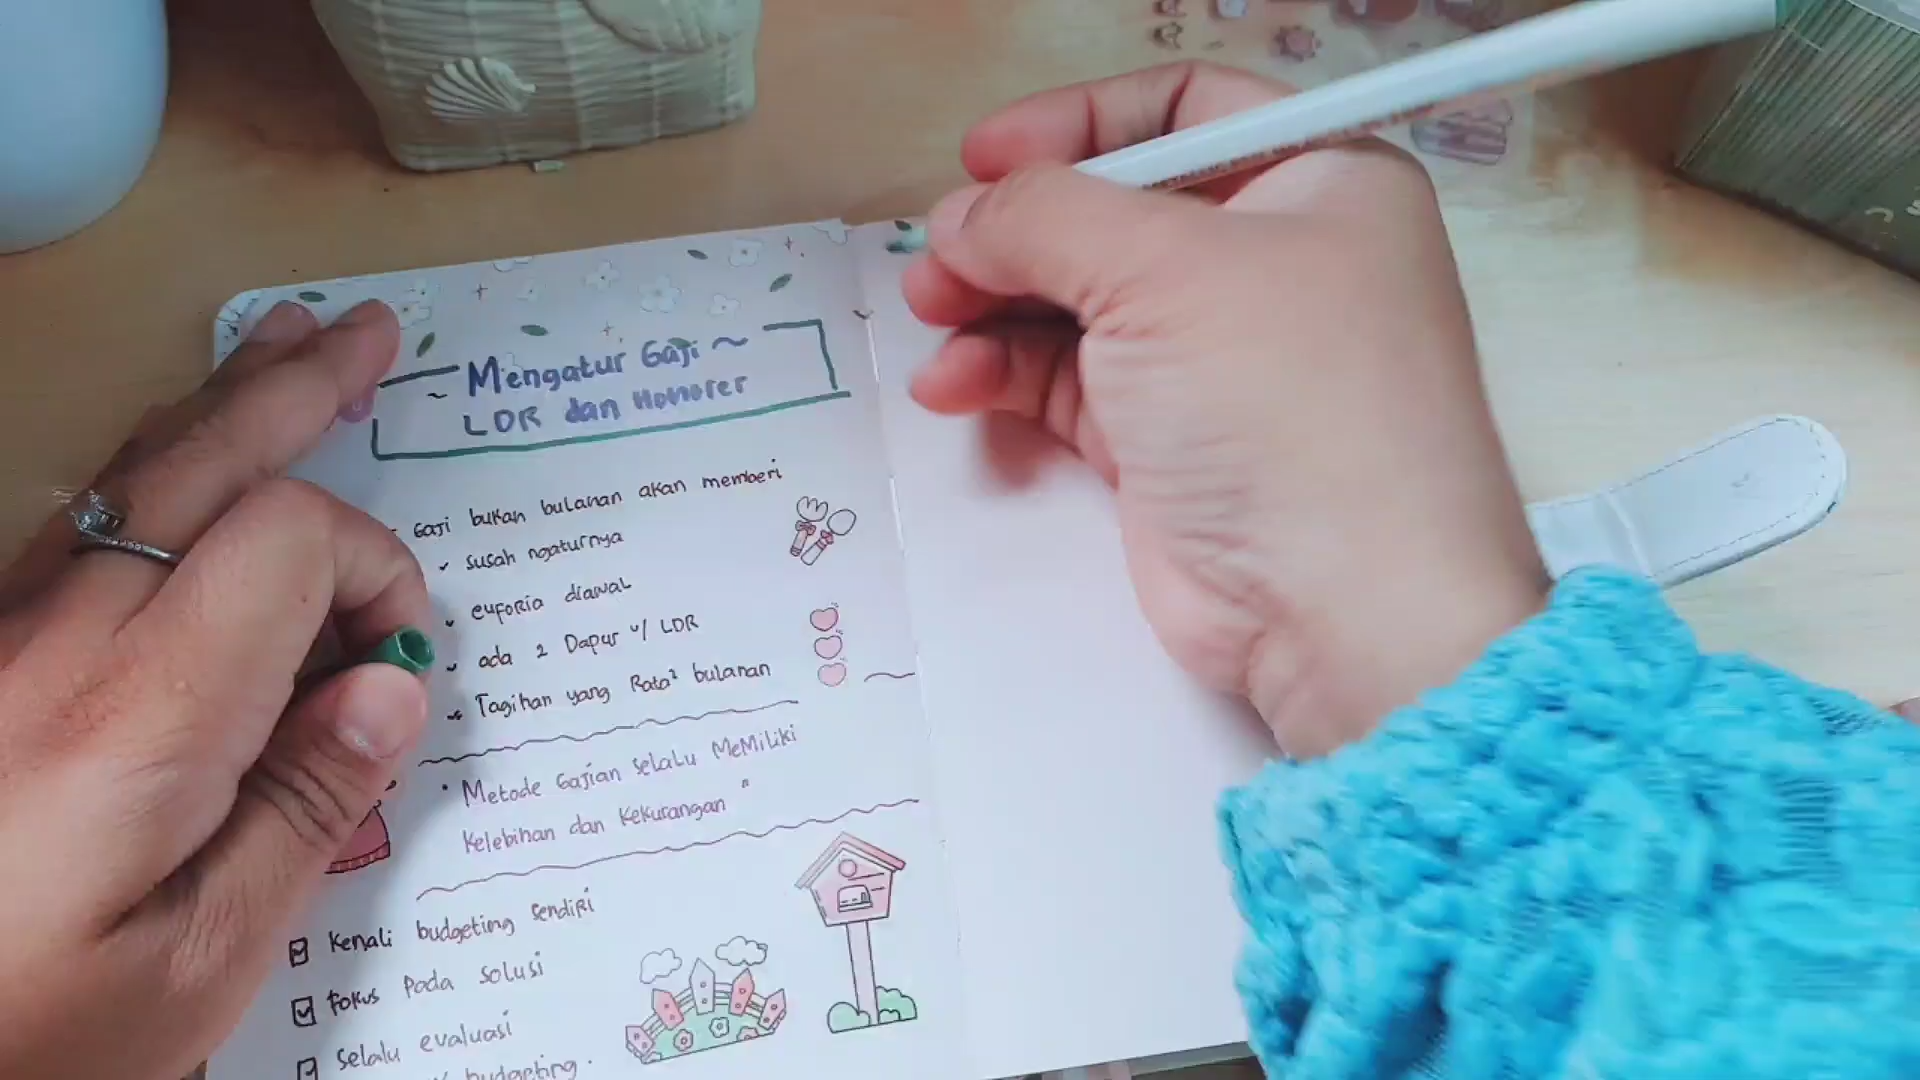 ~ Mengatur Gaji ~
LDR dan Honorer
- Gaji bukan bulanan akan memberi
✓ susah ngaturnya
✓ euforia diawal
✓ ada 2 Dapur u/ LDR
✓ Tagihan yang Rata² bulanan
" Metode Gajian selalu MeMiliki
Kelebihan dan Kekurangan "
☑ Kenali budgeting sendiri
☑ Fokus pada solusi
☑ Selalu evaluasi
budgeting.